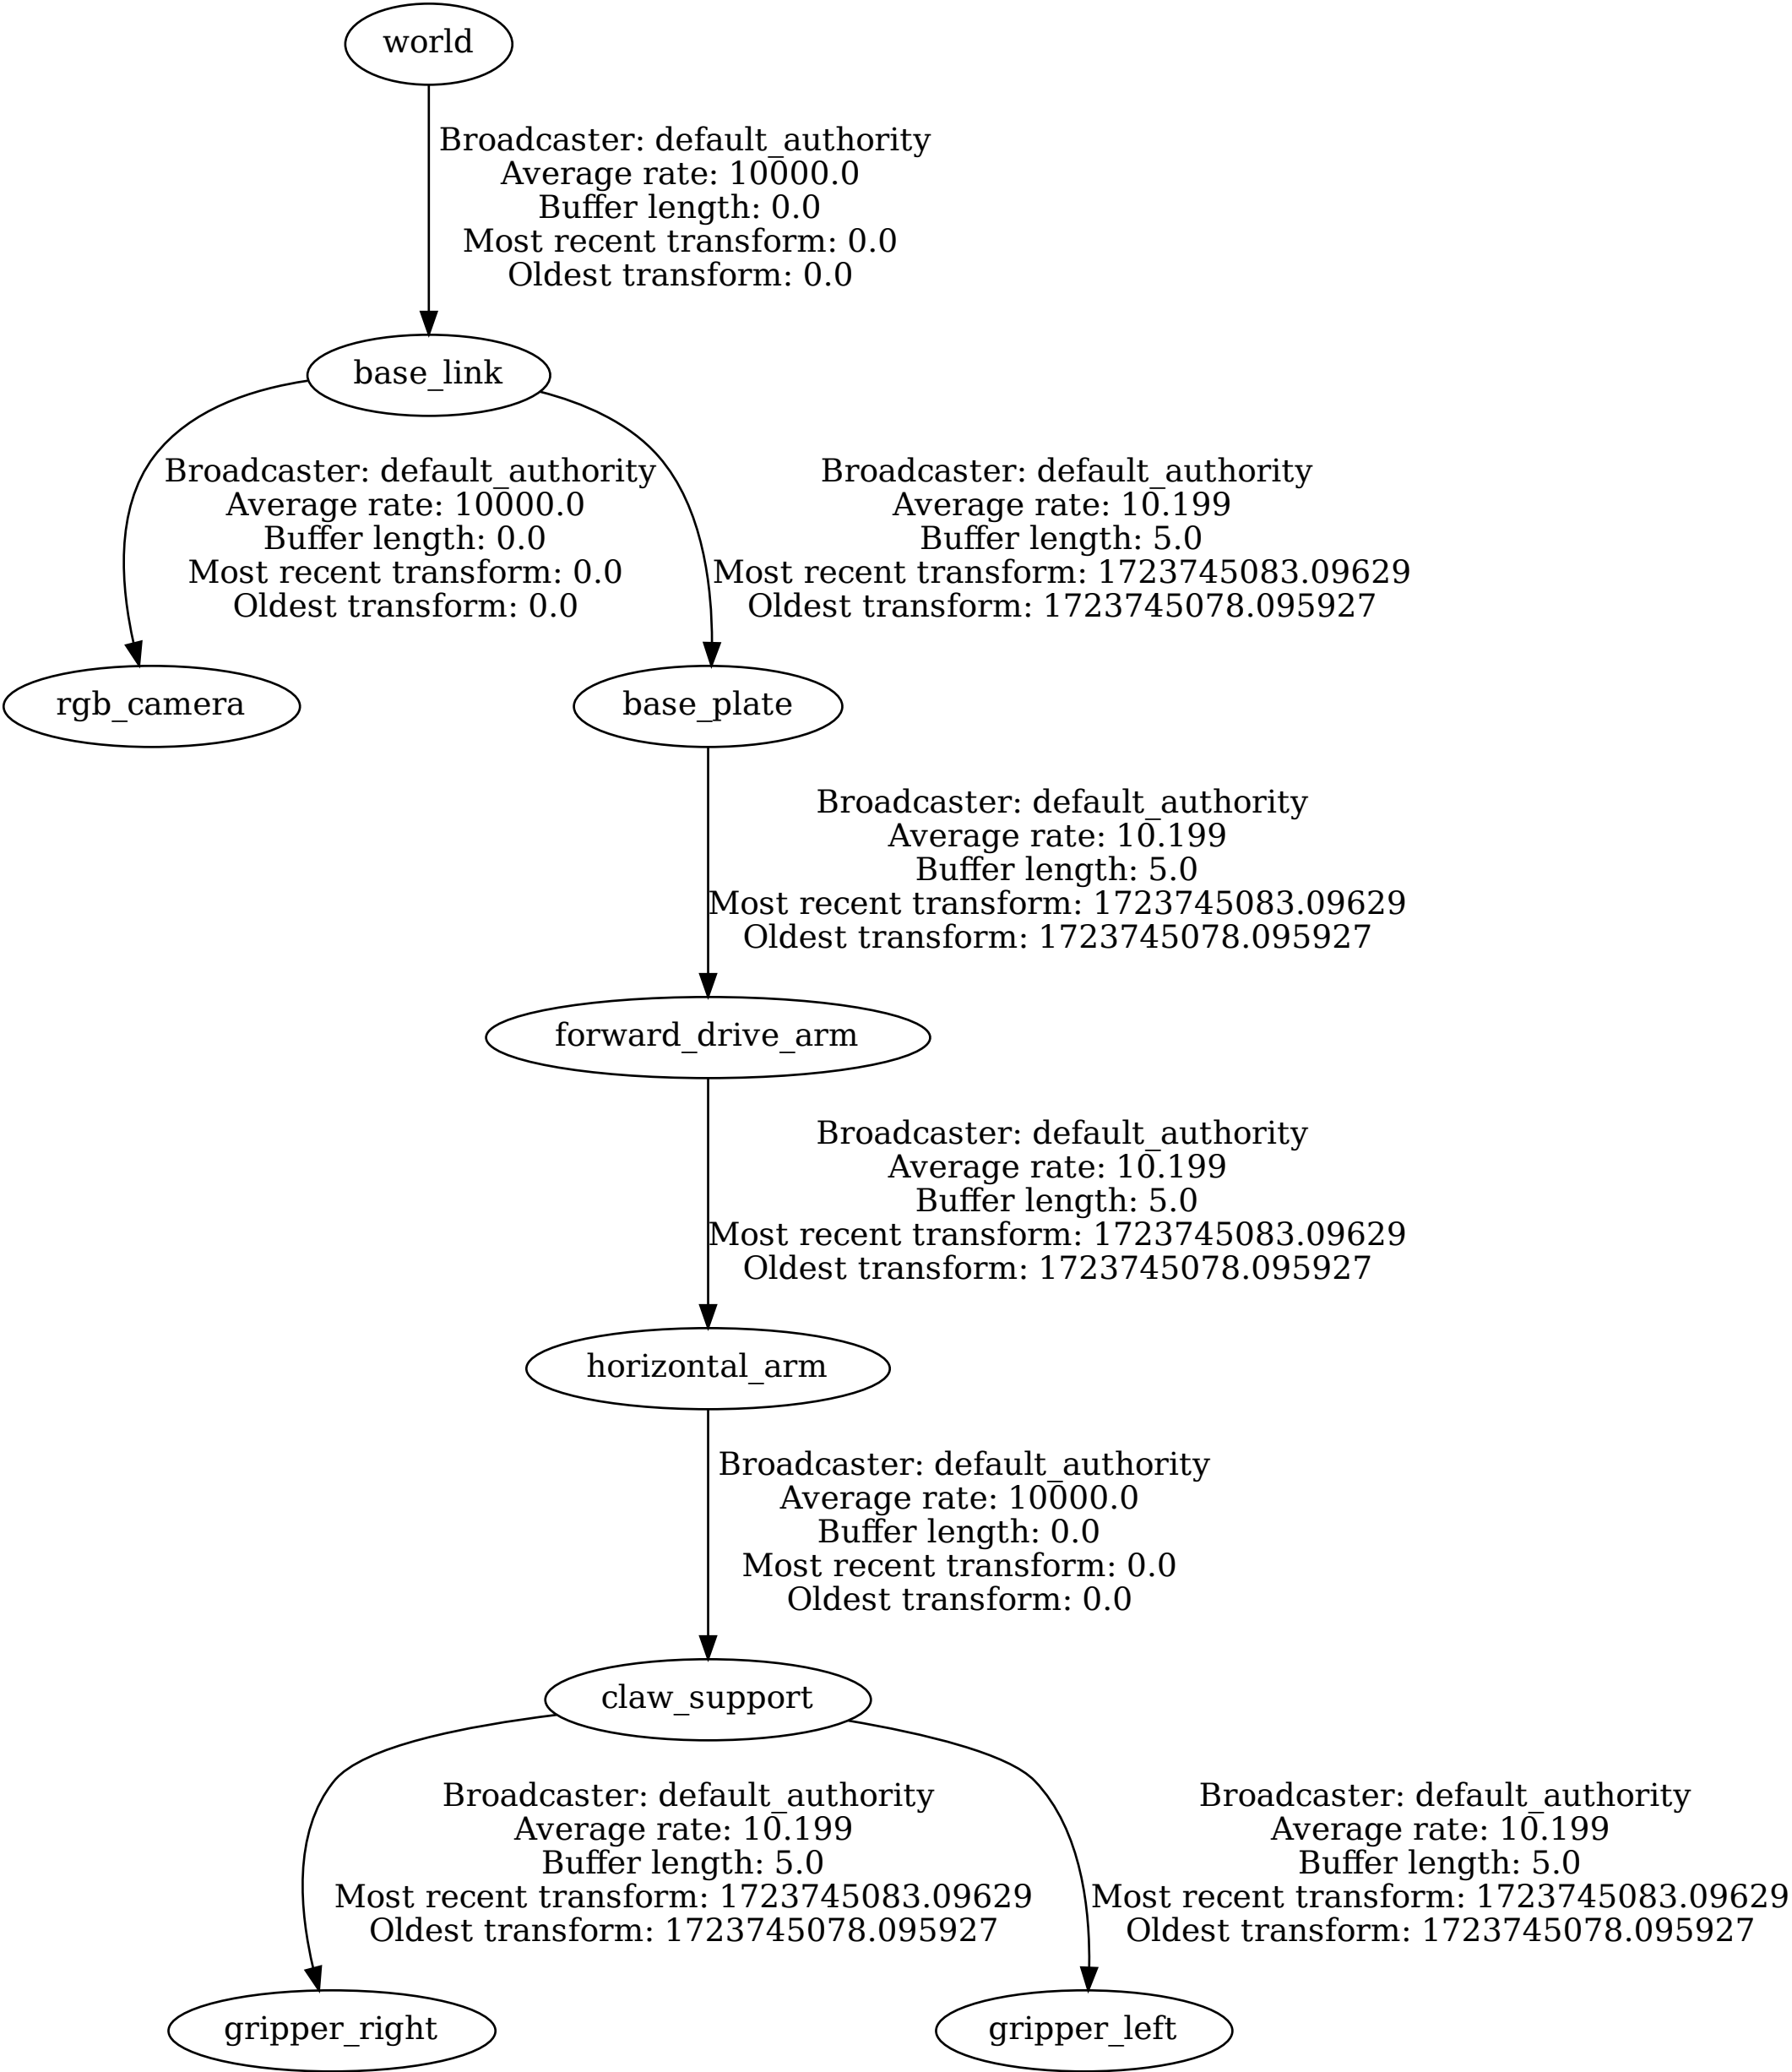 world
Broadcaster: default_authority
Average rate: 10000.0
Buffer length: 0.0
Most recent transform: 0.0
Oldest transform: 0.0
base_link
Broadcaster: default_authority
Average rate: 10000.0
Buffer length: 0.0
Most recent transform: 0.0
Oldest transform: 0.0
Broadcaster: default_authority
Average rate: 10.199
Buffer length: 5.0
Most recent transform: 1723745083.09629
Oldest transform: 1723745078.095927
rgb_camera
base_plate
Broadcaster: default_authority
Average rate: 10.199
Buffer length: 5.0
Most recent transform: 1723745083.09629
Oldest transform: 1723745078.095927
forward_drive_arm
Broadcaster: default_authority
Average rate: 10.199
Buffer length: 5.0
Most recent transform: 1723745083.09629
Oldest transform: 1723745078.095927
horizontal_arm
Broadcaster: default_authority
Average rate: 10000.0
Buffer length: 0.0
Most recent transform: 0.0
Oldest transform: 0.0
claw_support
Broadcaster: default_authority
Average rate: 10.199
Buffer length: 5.0
Most recent transform: 1723745083.09629
Oldest transform: 1723745078.095927
Broadcaster: default_authority
Average rate: 10.199
Buffer length: 5.0
Most recent transform: 1723745083.09629
Oldest transform: 1723745078.095927
gripper_right
gripper_left